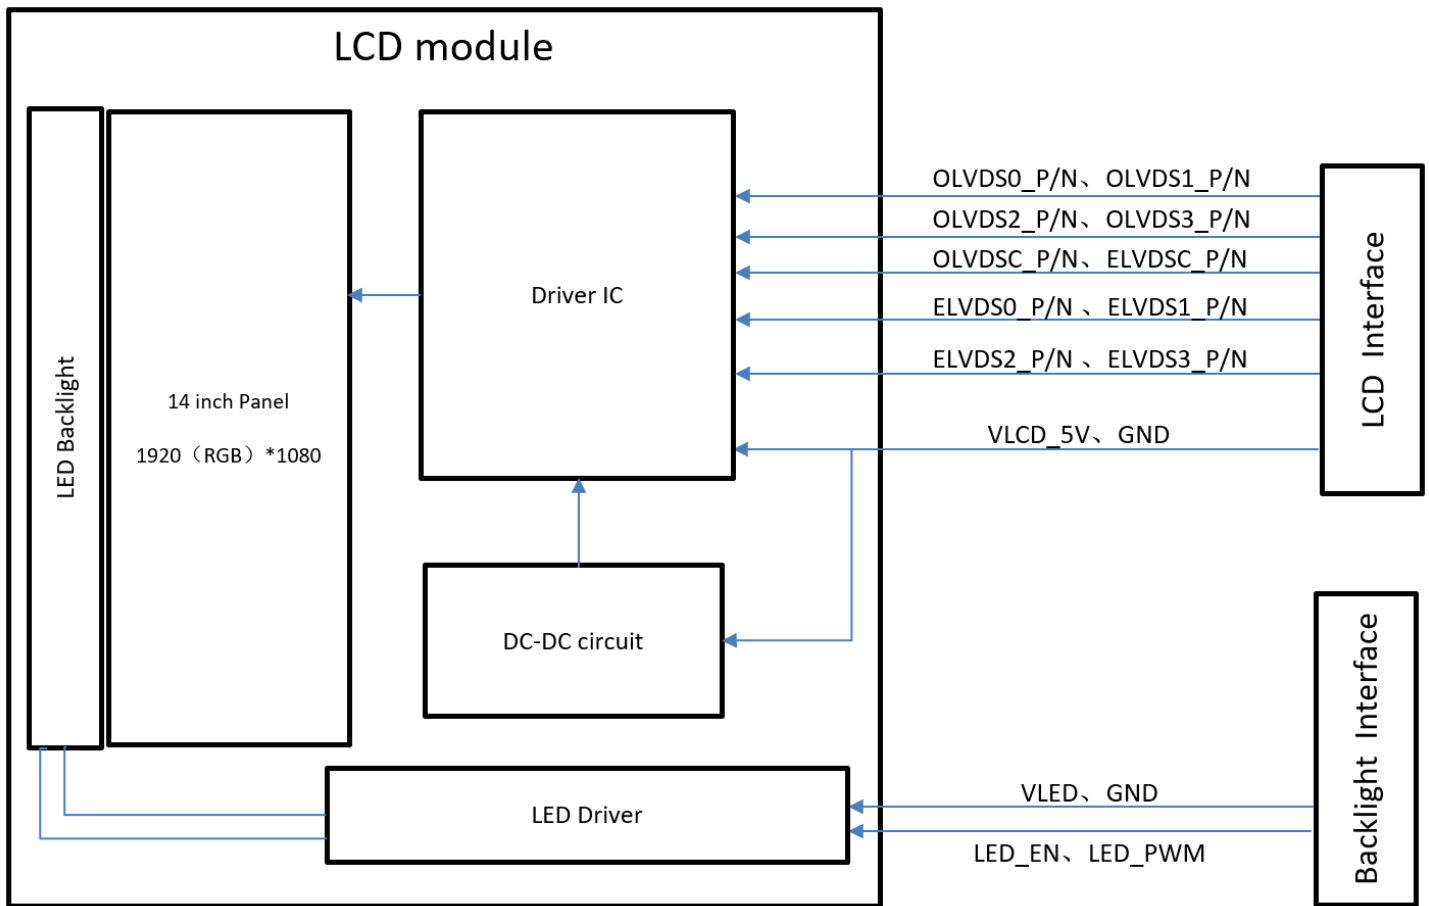 LCD module
OLVDS0_P/N、OLVDS1_P/N
OLVDS2_P/N、OLVDS3_P/N
OLVDSC_P/N、ELVDSC_P/N
ELVDS0_P/N 、ELVDS1_P/N
ELVDS2_P/N 、ELVDS3_P/N
VLCD_5V、GND
LCD Interface
Driver IC
LED Backlight
14 inch Panel
1920（RGB）*1080
DC-DC circuit
Backlight Interface
LED Driver
VLED、GND
LED_EN、LED_PWM